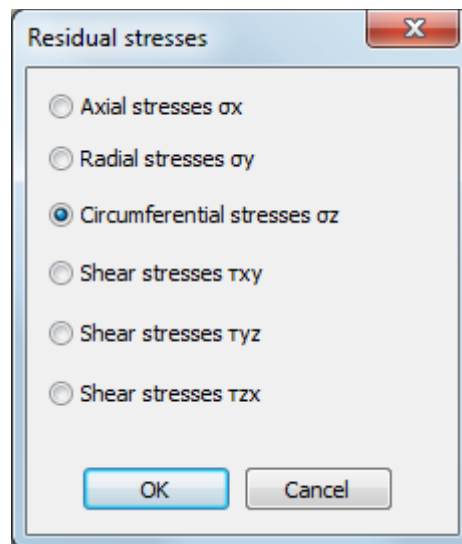 Residual stresses
Axial stresses σx
Radial stresses σy
Circumferential stresses σz
Shear stresses τxy
Shear stresses τyz
Shear stresses τzx
OK Cancel